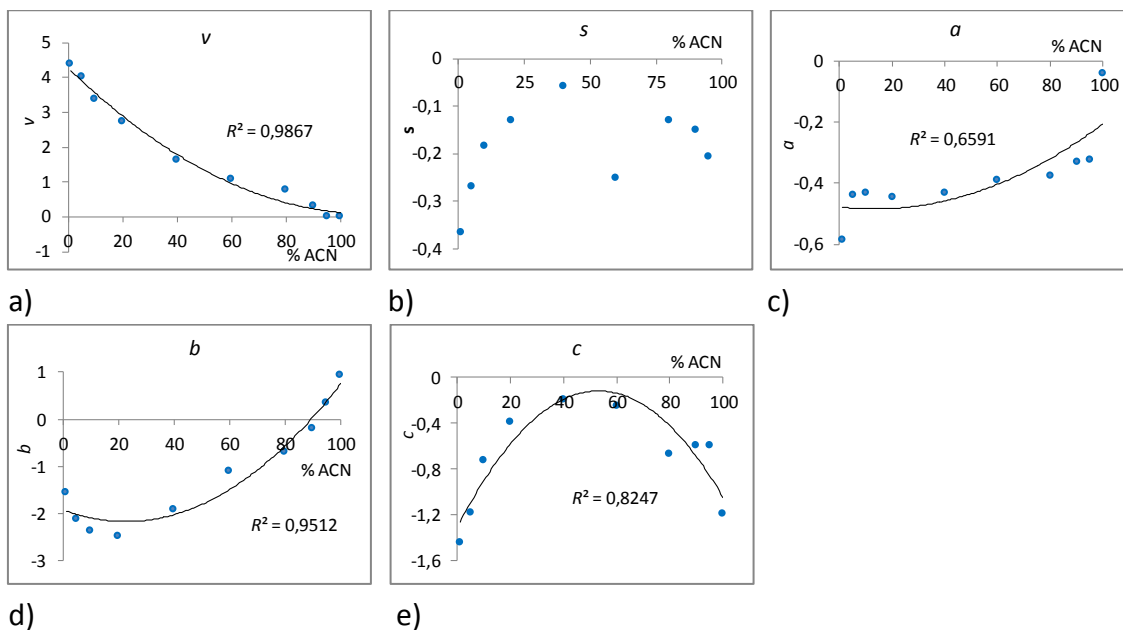 v
5
4
3
2
1
0
-1
0
20
40
60
80
100
v
R² = 0,9867
% ACN
a)
s
% ACN
0
-0,1
-0,2
-0,3
-0,4
0
25
50
75
100
s
b)
a
% ACN
0
-0,2
-0,4
-0,6
0
20
40
60
80
100
a
R² = 0,6591
c)
b
1
0
-1
-2
-3
0
20
40
60
80
100
b
% ACN
R² = 0,9512
d)
c
% ACN
0
-0,4
-0,8
-1,2
-1,6
0
20
40
60
80
100
c
R² = 0,8247
e)